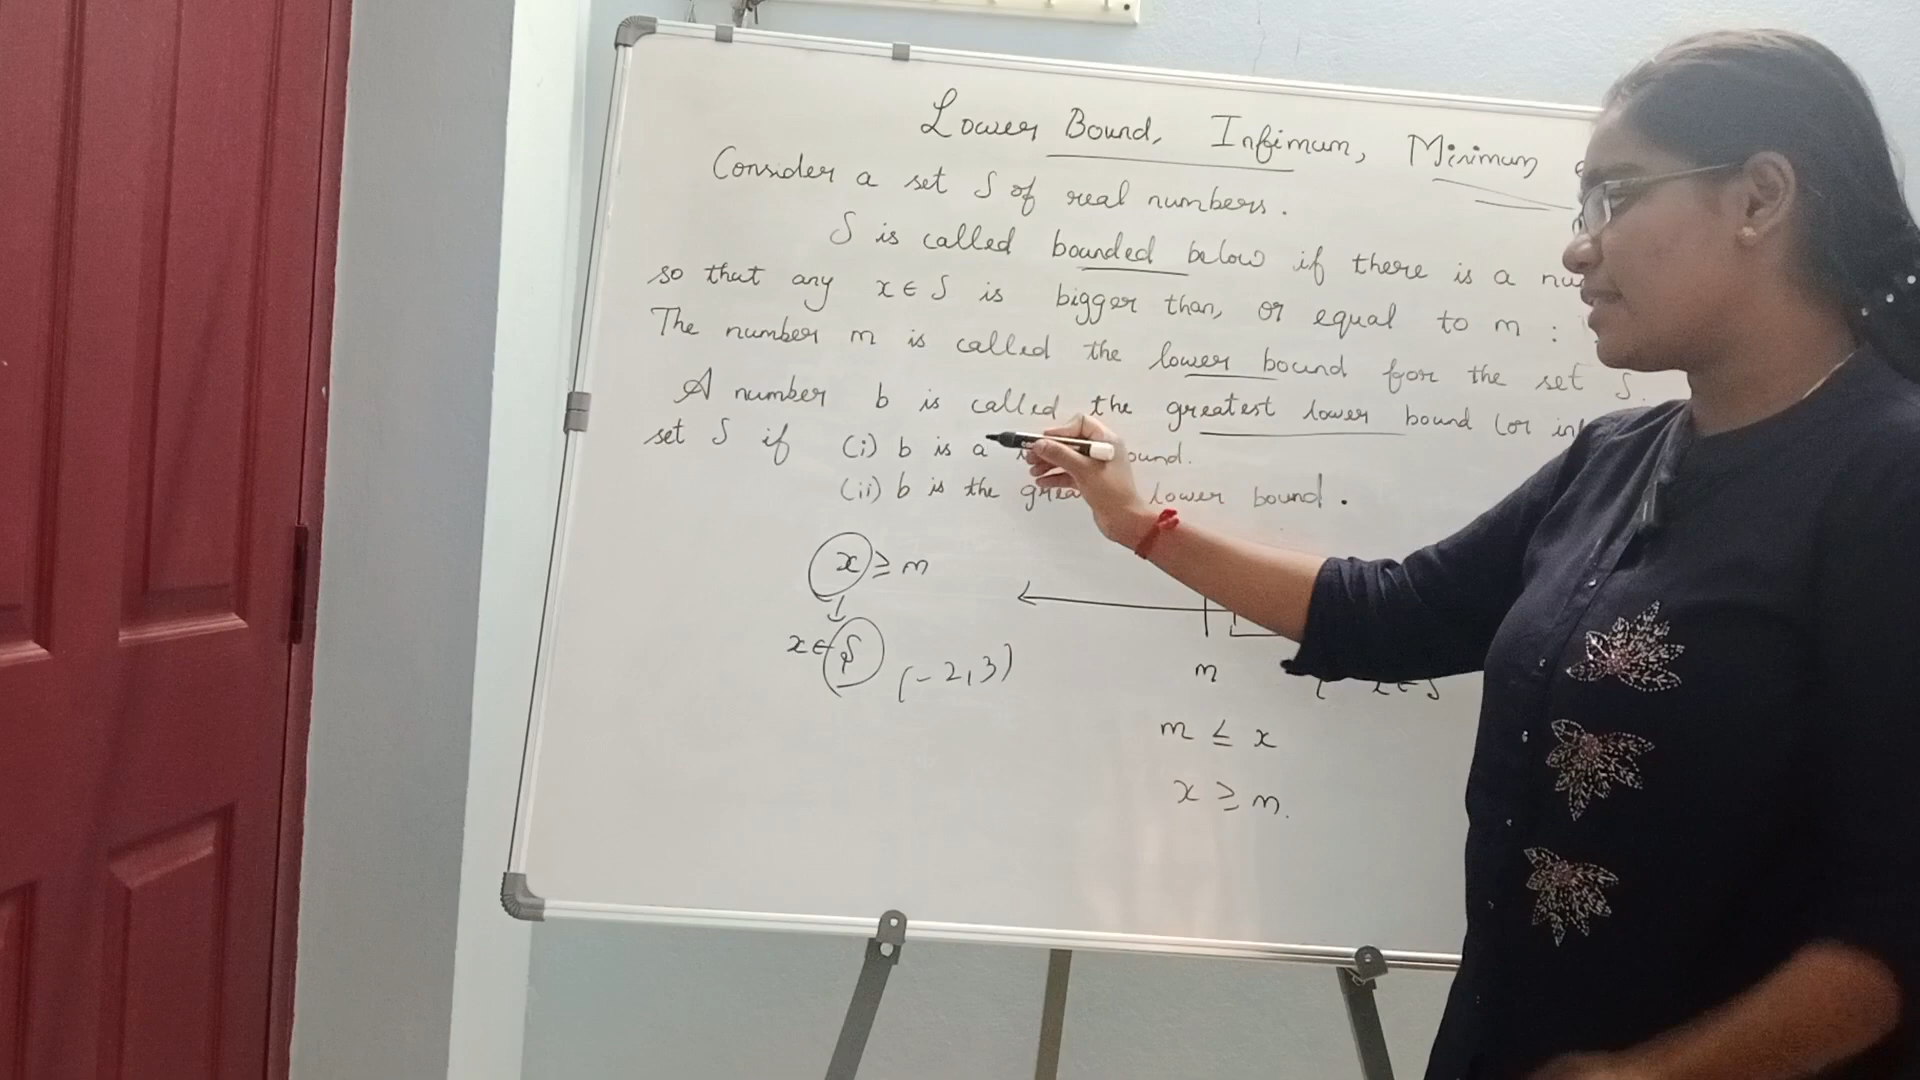 Lower Bound, Infimum, Minimum
Consider a set S of real numbers.
S is called bounded below if there is a
so that any x ∈ S is bigger than, or equal to m :
The number m is called the lower bound for the set S.
A number b is called the greatest lower bound (or
set S if (i) b is a
(ii) b is the lower bound.
x ≥ m
x ∈ S (-2,3)
m
m ≤ x
x ≥ m.